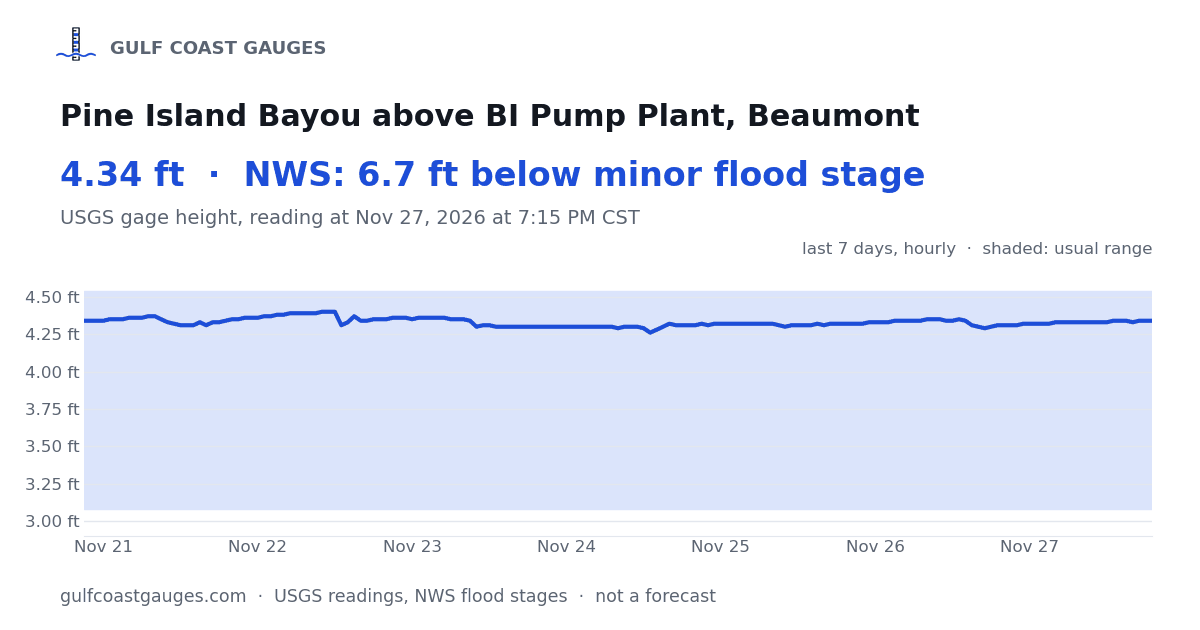 GULF COAST GAUGES
Pine Island Bayou above BI Pump Plant, Beaumont
4.34 ft · NWS: 6.7 ft below minor flood stage
USGS gage height, reading at Nov 27, 2026 at 7:15 PM CST
last 7 days, hourly · shaded: usual range
4.50 ft
4.25 ft
4.00 ft
3.75 ft
3.50 ft
3.25 ft
3.00 ft
Nov 21 Nov 22 Nov 23 Nov 24 Nov 25 Nov 26 Nov 27
gulfcoastgauges.com · USGS readings, NWS flood stages · not a forecast